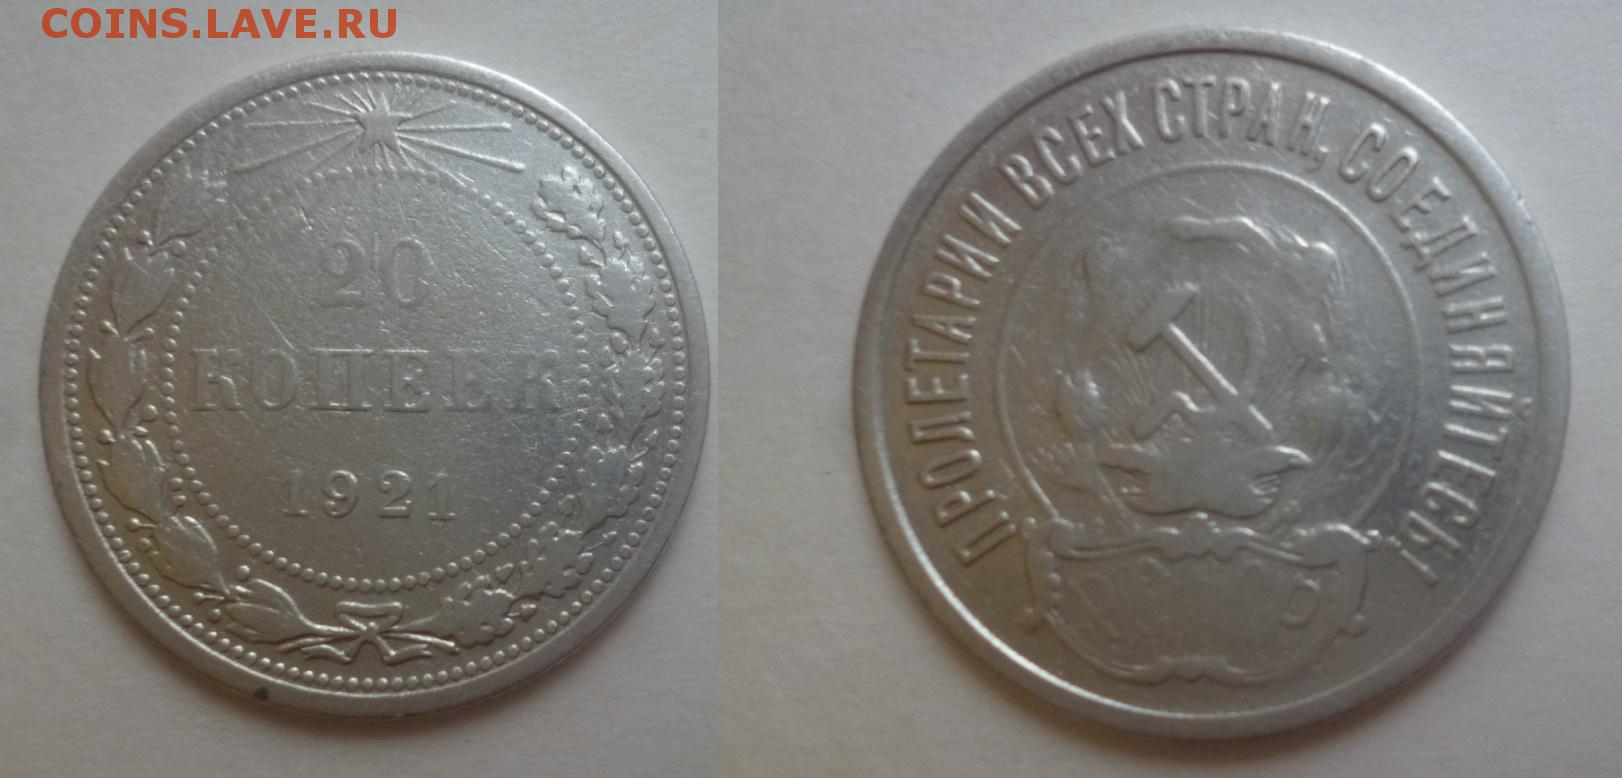 COINS.LAVE.RU
20
КОПЕЕК
1921
ПРОЛЕТАРИИ ВСЕХ СТРАН, СОЕДИНЯЙТЕСЬ!